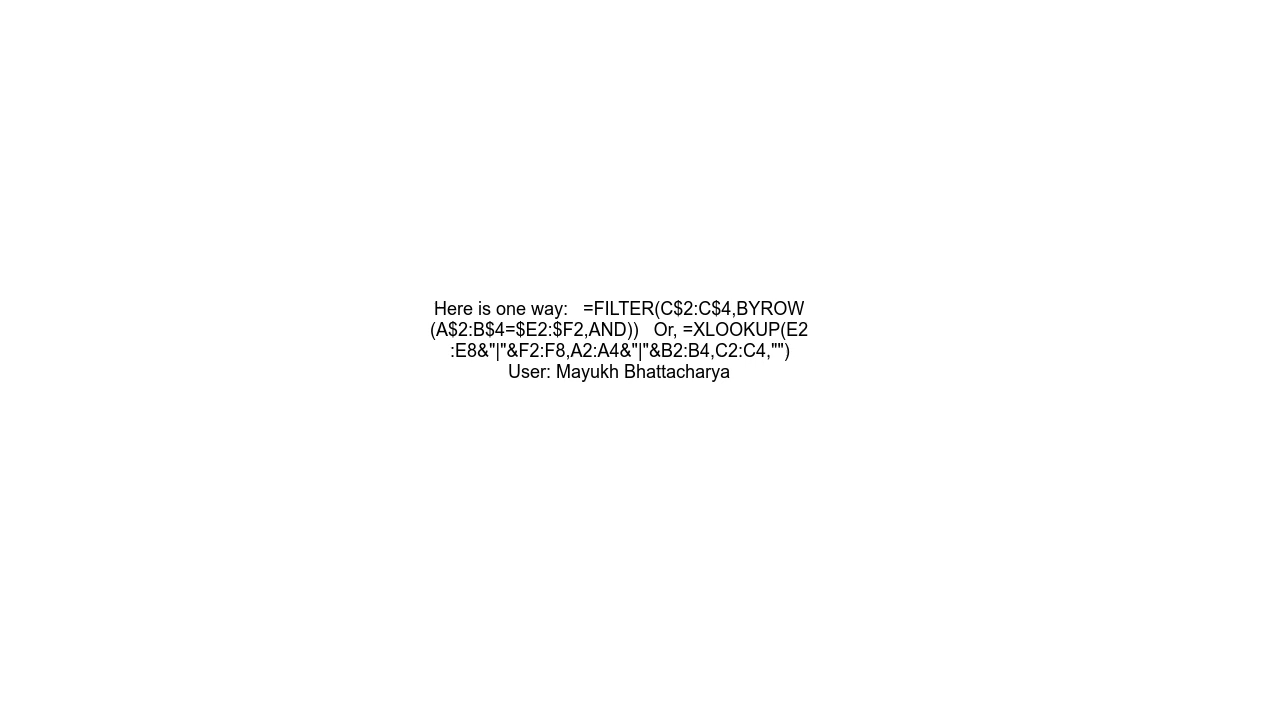 Here is one way:   =FILTER(C$2:C$4,BYROW
(A$2:B$4=$E2:$F2,AND))   Or, =XLOOKUP(E2
:E8&"|"&F2:F8,A2:A4&"|"&B2:B4,C2:C4,"")
User: Mayukh Bhattacharya